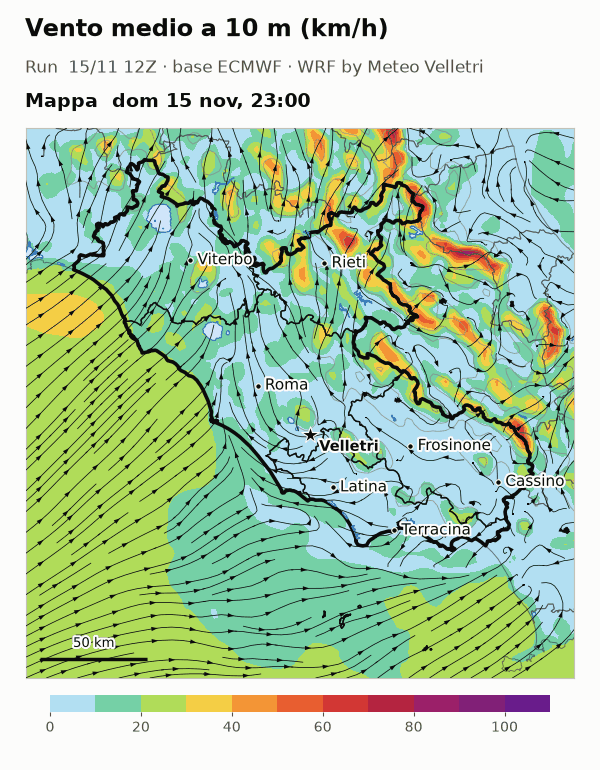 Vento medio a 10 m (km/h)
Run  15/11 12Z · base ECMWF · WRF by Meteo Velletri
Mappa  dom 15 nov, 23:00
Viterbo
Rieti
Roma
Velletri
Frosinone
Cassino
Latina
Terracina
50 km
0 20 40 60 80 100